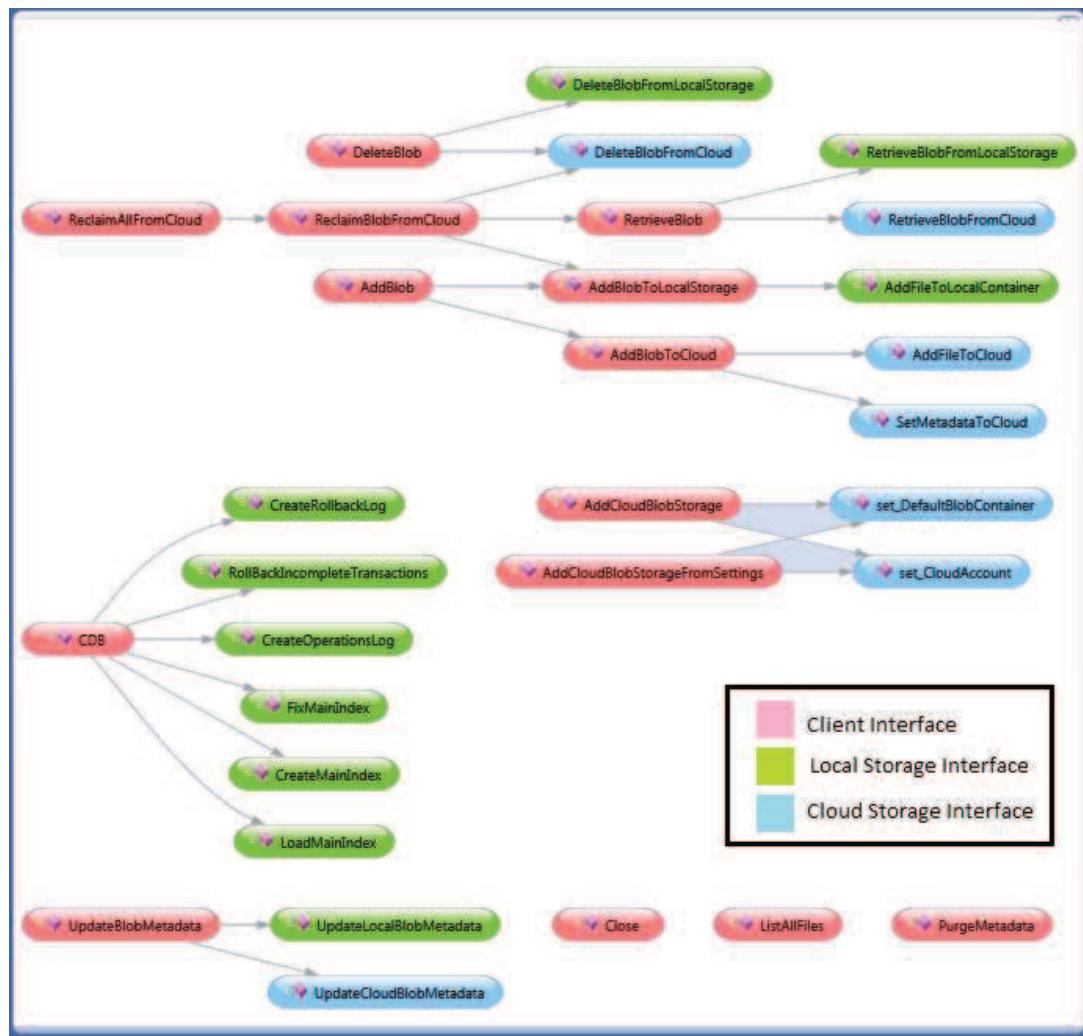 DeleteBlobFromLocalStorage
DeleteBlob
DeleteBlobFromCloud
RetrieveBlobFromLocalStorage
ReclaimAllFromCloud
ReclaimBlobFromCloud
RetrieveBlob
RetrieveBlobFromCloud
AddBlob
AddBlobToLocalStorage
AddFileToLocalContainer
AddBlobToCloud
AddFileToCloud
SetMetadataToCloud
CreateRollbackLog
AddCloudBlobStorage
set_DefaultBlobContainer
RollBackIncompleteTransactions
AddCloudBlobStorageFromSettings
set_CloudAccount
CDB
CreateOperationsLog
FixMainIndex
CreateMainIndex
LoadMainIndex
Client Interface
Local Storage Interface
Cloud Storage Interface
UpdateBlobMetadata
UpdateLocalBlobMetadata
Close
ListAllFiles
PurgeMetadata
UpdateCloudBlobMetadata